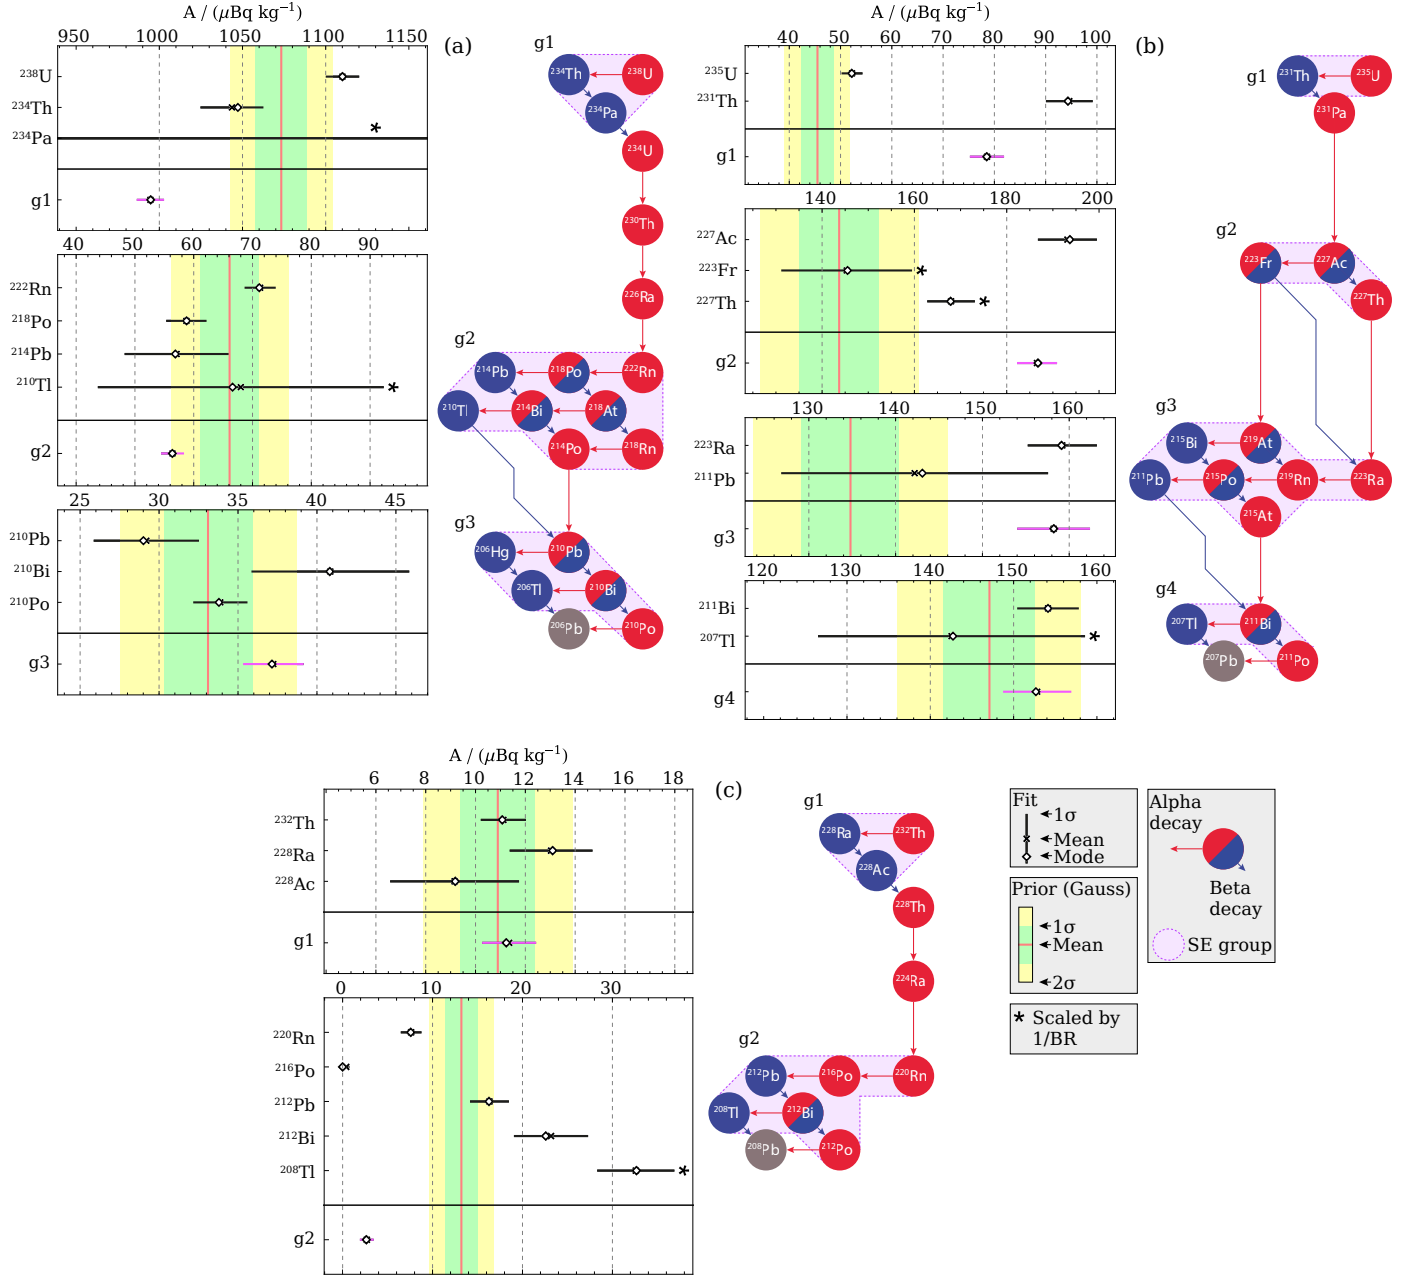 A / (μBq kg⁻¹)
950 1000 1050 1100 1150
(a)
²³⁸U
²³⁴Th
²³⁴Pa
g1
40 50 60 70 80 90
²²²Rn
²¹⁸Po
²¹⁴Pb
²¹⁰Tl
g2
25 30 35 40 45
²¹⁰Pb
²¹⁰Bi
²¹⁰Po
g3
g1
²³⁴Th ²³⁸U
²³⁴Pa
²³⁴U
²³⁰Th
²²⁶Ra
g2
²¹⁴Pb ²¹⁸Po ²²²Rn
²¹⁰Tl ²¹⁴Bi ²¹⁸At
²¹⁴Po ²¹⁸Rn
g3
²⁰⁶Hg ²¹⁰Pb
²⁰⁶Tl ²¹⁰Bi
²⁰⁶Pb ²¹⁰Po
A / (μBq kg⁻¹)
40 50 60 70 80 90 100
(b)
²³⁵U
²³¹Th
g1
140 160 180 200
²²⁷Ac
²²³Fr
²²⁷Th
g2
130 140 150 160
²²³Ra
²¹¹Pb
g3
120 130 140 150 160
²¹¹Bi
²⁰⁷Tl
g4
g1
²³¹Th ²³⁵U
²³¹Pa
g2
²²³Fr ²²⁷Ac
²²⁷Th
g3
²¹⁵Bi ²¹⁹At
²¹¹Pb ²¹⁵Po ²¹⁹Rn ²²³Ra
²¹⁵At
g4
²⁰⁷Tl ²¹¹Bi
²⁰⁷Pb ²¹¹Po
A / (μBq kg⁻¹)
6 8 10 12 14 16 18
(c)
²³²Th
²²⁸Ra
²²⁸Ac
g1
0 10 20 30
²²⁰Rn
²¹⁶Po
²¹²Pb
²¹²Bi
²⁰⁸Tl
g2
g1
²²⁸Ra ²³²Th
²²⁸Ac
²²⁸Th
²²⁴Ra
g2
²¹²Pb ²¹⁶Po ²²⁰Rn
²⁰⁸Tl ²¹²Bi
²⁰⁸Pb ²¹²Po
Fit
1σ
Mean
Mode
Prior (Gauss)
1σ
Mean
2σ
* Scaled by
1/BR
Alpha
decay
Beta
decay
SE group